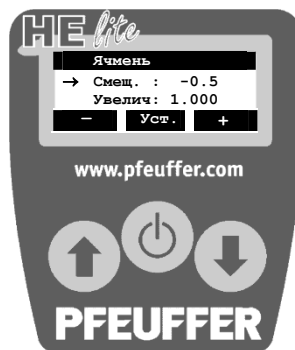 HE lite
Ячмень
→ Смещ. : -0.5
Увелич: 1.000
– Уст. +
www.pfeuffer.com
PFEUFFER